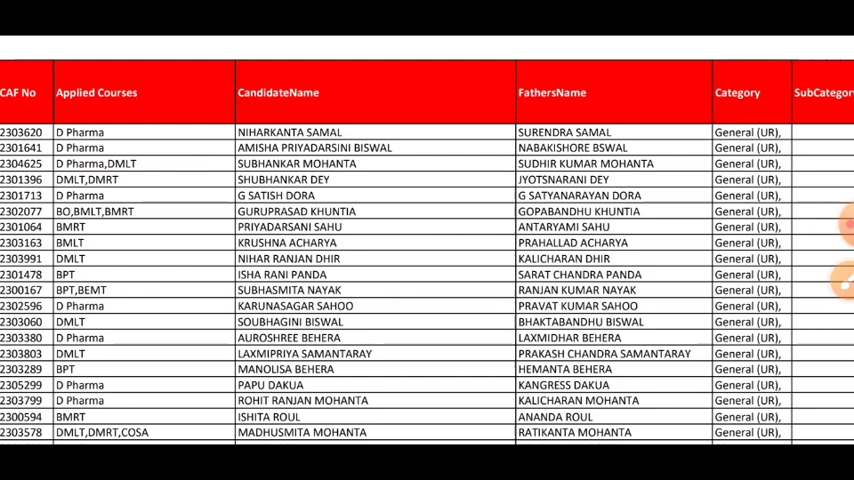 CAF No Applied Courses CandidateName FathersName Category SubCategory
2303620 D Pharma NIHARKANTA SAMAL SURENDRA SAMAL General (UR),
2301641 D Pharma AMISHA PRIYADARSINI BISWAL NABAKISHORE BSWAL General (UR),
2304625 D Pharma,DMLT SUBHANKAR MOHANTA SUDHIR KUMAR MOHANTA General (UR),
2301396 DMLT,DMRT SHUBHANKAR DEY JYOTSNARANI DEY General (UR),
2301713 D Pharma G SATISH DORA G SATYANARAYAN DORA General (UR),
2302077 BO,BMLT,BMRT GURUPRASAD KHUNTIA GOPABANDHU KHUNTIA General (UR),
2301064 BMRT PRIYADARSANI SAHU ANTARYAMI SAHU General (UR),
2303163 BMLT KRUSHNA ACHARYA PRAHALLAD ACHARYA General (UR),
2303991 DMLT NIHAR RANJAN DHIR KALICHARAN DHIR General (UR),
2301478 BPT ISHA RANI PANDA SARAT CHANDRA PANDA General (UR),
2300167 BPT,BEMT SUBHASMITA NAYAK RANJAN KUMAR NAYAK General (UR),
2302596 D Pharma KARUNASAGAR SAHOO PRAVAT KUMAR SAHOO General (UR),
2303060 DMLT SOUBHAGINI BISWAL BHAKTABANDHU BISWAL General (UR),
2303380 D Pharma AUROSHREE BEHERA LAXMIDHAR BEHERA General (UR),
2303803 DMLT LAXMIPRIYA SAMANTARAY PRAKASH CHANDRA SAMANTARAY General (UR),
2303289 BPT MANOLISA BEHERA HEMANTA BEHERA General (UR),
2305299 D Pharma PAPU DAKUA KANGRESS DAKUA General (UR),
2303799 D Pharma ROHIT RANJAN MOHANTA KALICHARAN MOHANTA General (UR),
2300594 BMRT ISHITA ROUL ANANDA ROUL General (UR),
2303578 DMLT,DMRT,COSA MADHUSMITA MOHANTA RATIKANTA MOHANTA General (UR),